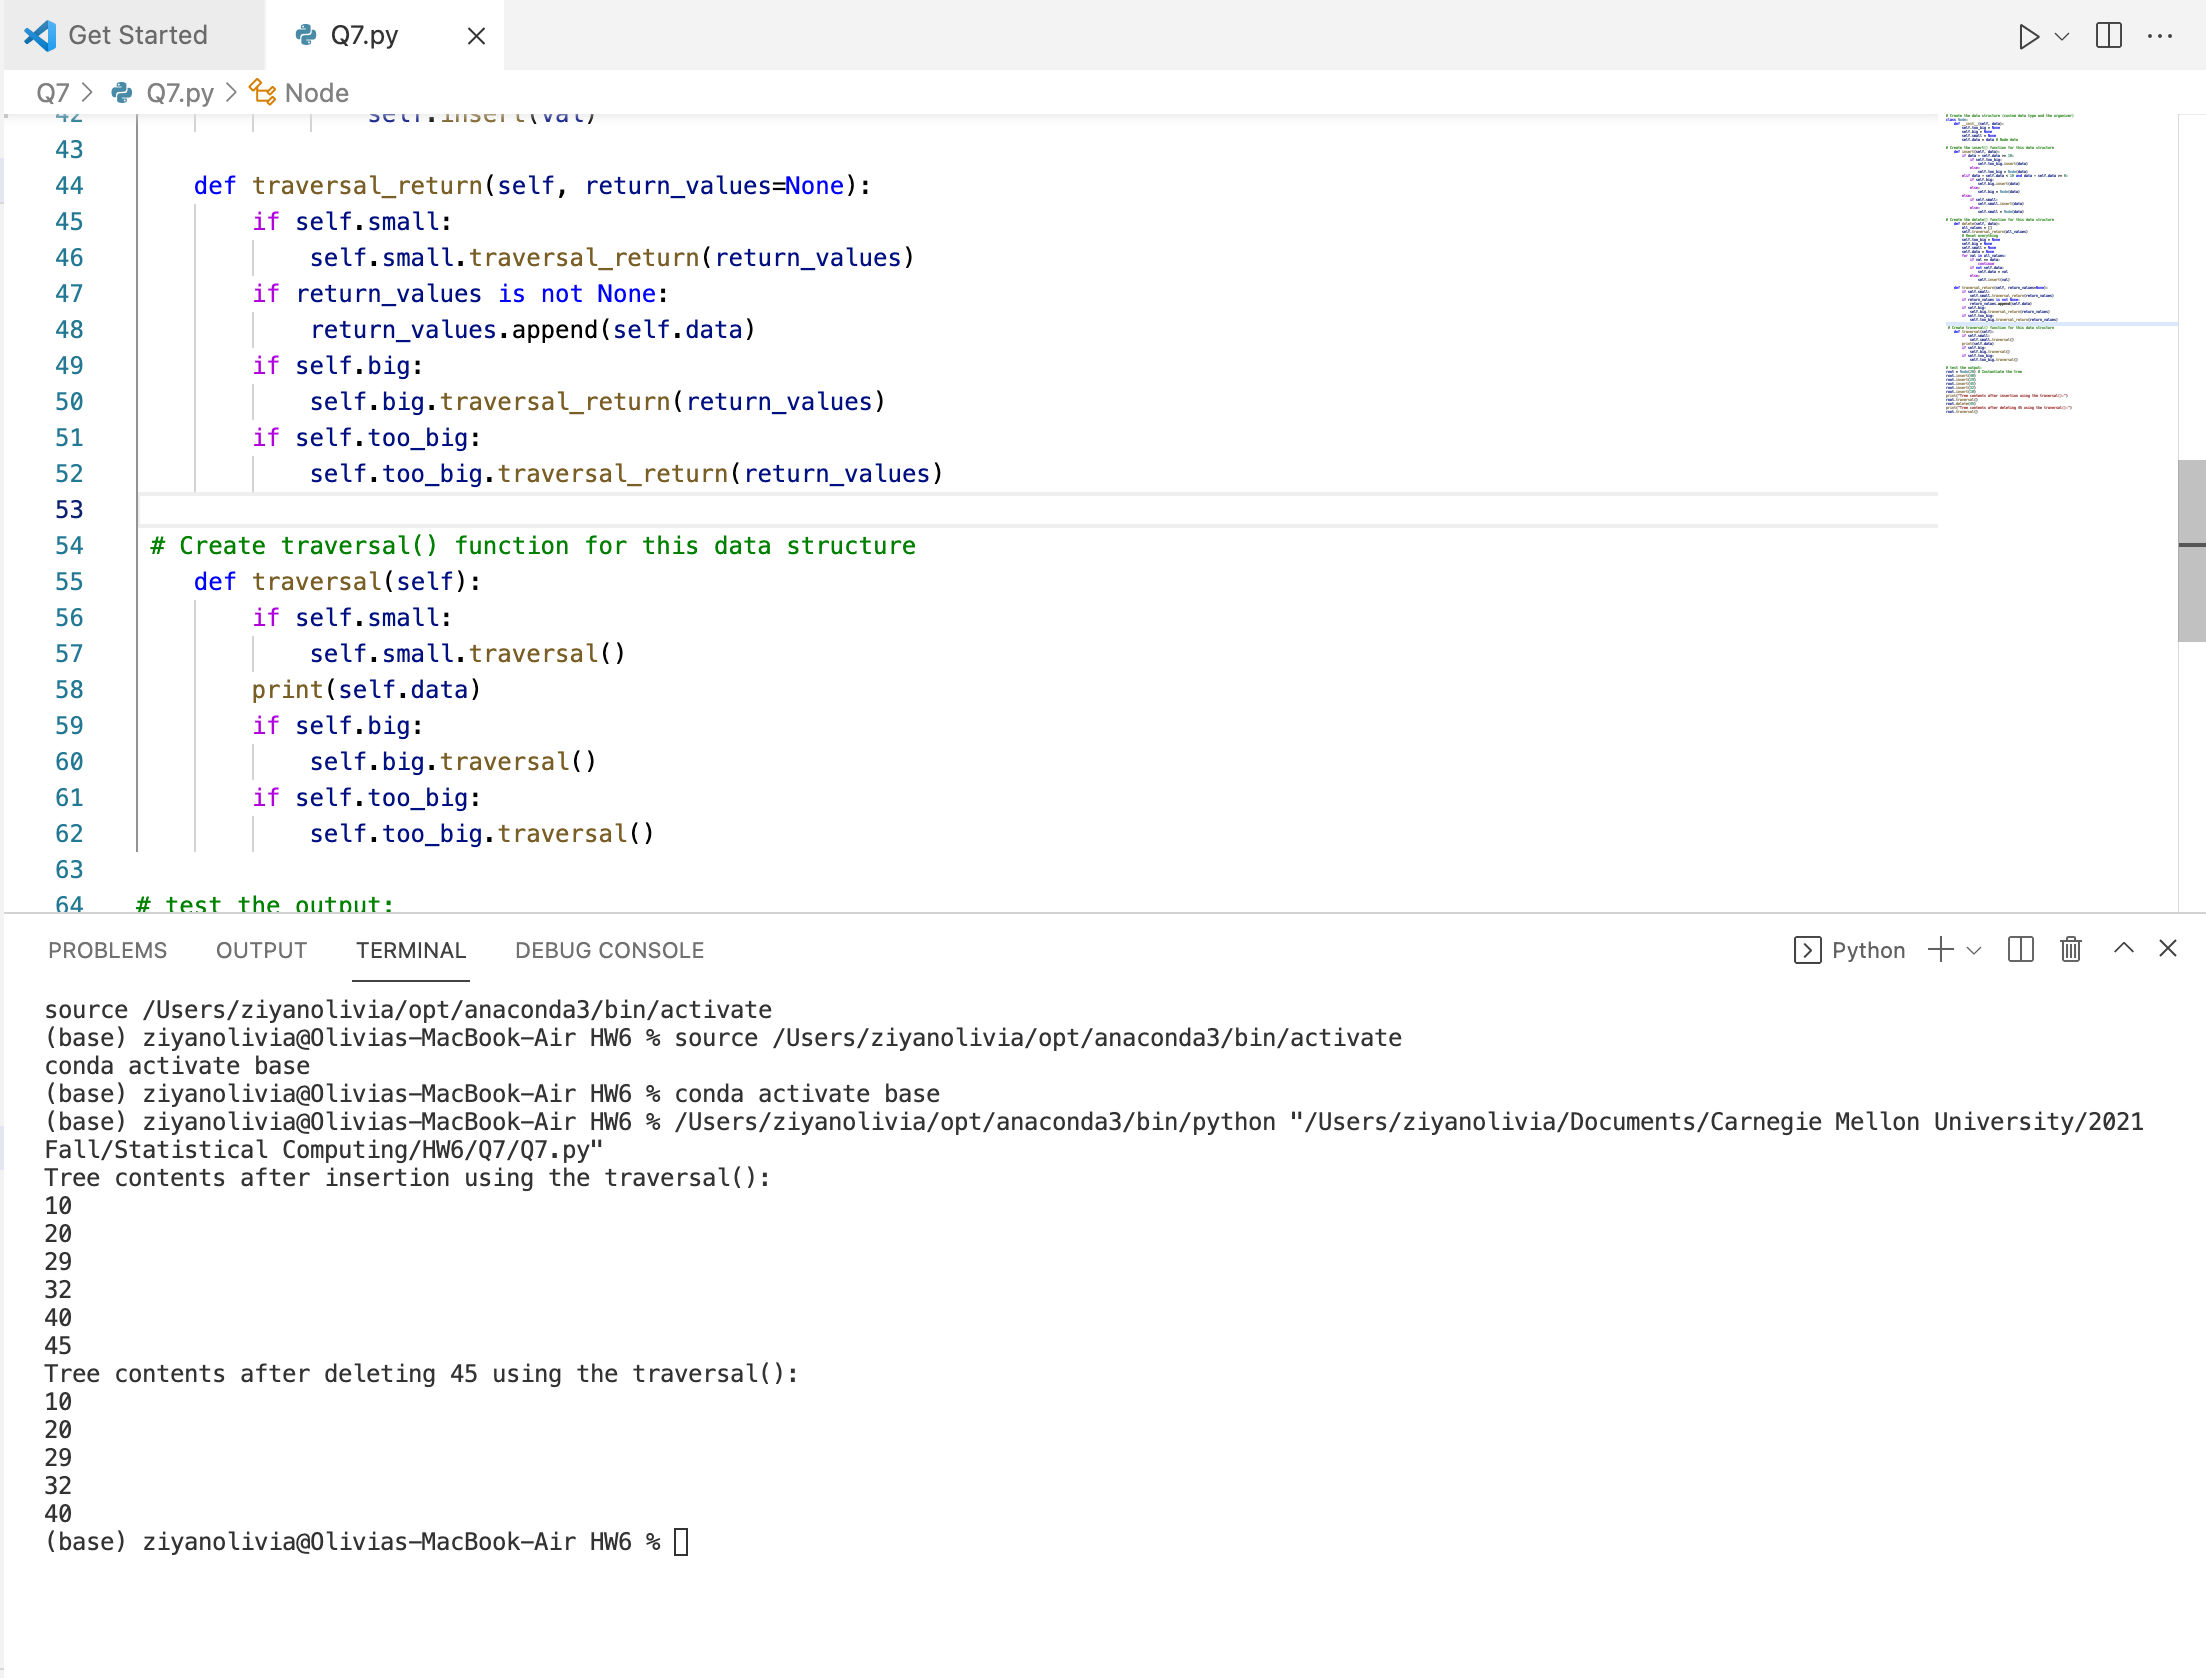 Get Started
Q7.py
Q7 > Q7.py > Node
42 self.insert(val)
43
44 def traversal_return(self, return_values=None):
45 if self.small:
46 self.small.traversal_return(return_values)
47 if return_values is not None:
48 return_values.append(self.data)
49 if self.big:
50 self.big.traversal_return(return_values)
51 if self.too_big:
52 self.too_big.traversal_return(return_values)
53
54 # Create traversal() function for this data structure
55 def traversal(self):
56 if self.small:
57 self.small.traversal()
58 print(self.data)
59 if self.big:
60 self.big.traversal()
61 if self.too_big:
62 self.too_big.traversal()
63
64 # test the output:
PROBLEMS OUTPUT TERMINAL DEBUG CONSOLE Python
source /Users/ziyanolivia/opt/anaconda3/bin/activate
(base) ziyanolivia@Olivias-MacBook-Air HW6 % source /Users/ziyanolivia/opt/anaconda3/bin/activate
conda activate base
(base) ziyanolivia@Olivias-MacBook-Air HW6 % conda activate base
(base) ziyanolivia@Olivias-MacBook-Air HW6 % /Users/ziyanolivia/opt/anaconda3/bin/python "/Users/ziyanolivia/Documents/Carnegie Mellon University/2021
Fall/Statistical Computing/HW6/Q7/Q7.py"
Tree contents after insertion using the traversal():
10
20
29
32
40
45
Tree contents after deleting 45 using the traversal():
10
20
29
32
40
(base) ziyanolivia@Olivias-MacBook-Air HW6 %